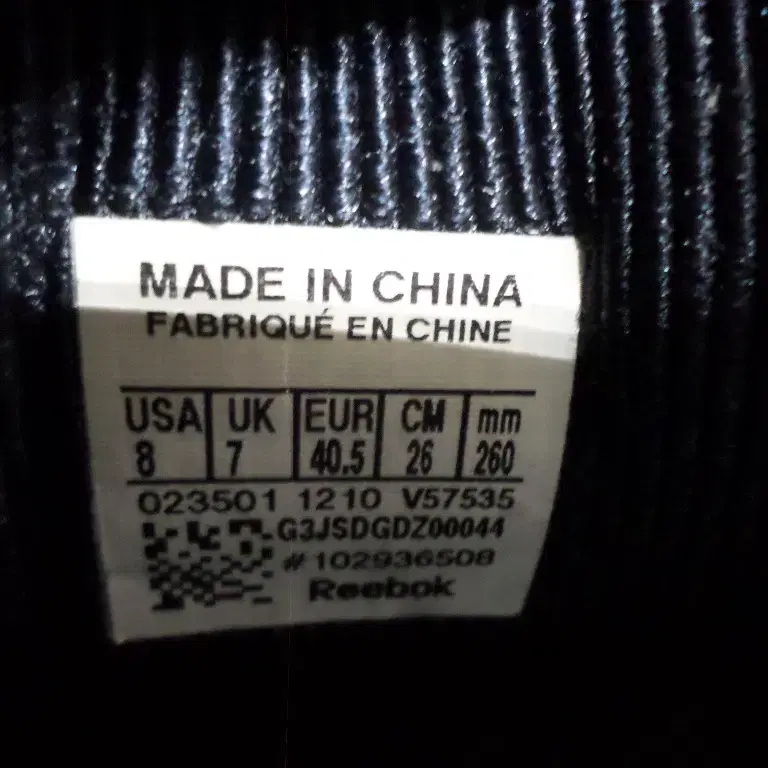 MADE IN CHINA
FABRIQUÉ EN CHINE
USA UK EUR CM mm
8 7 40.5 26 260
023501 1210 V57535
G3JSDGDZ00044
#102936508
Reebok